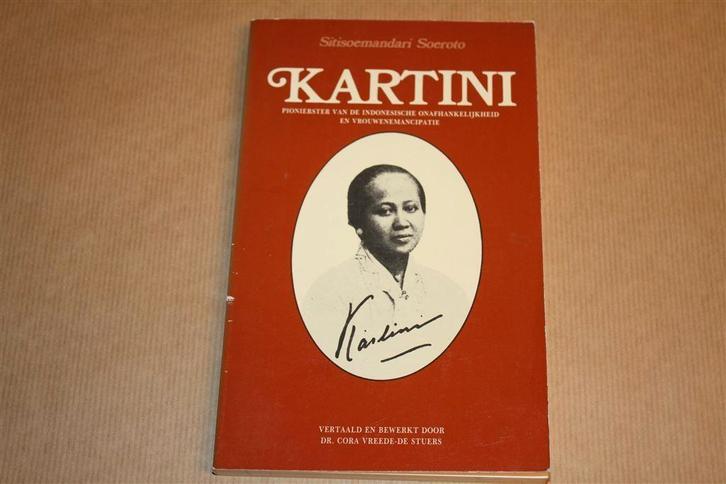 Sitisoemandari Soeroto
KARTINI
PIONIERSTER VAN DE INDONESISCHE ONAFHANKELIJKHEID
EN VROUWENEMANCIPATIE
Kartini
VERTAALD EN BEWERKT DOOR
DR. CORA VREEDE-DE STUERS